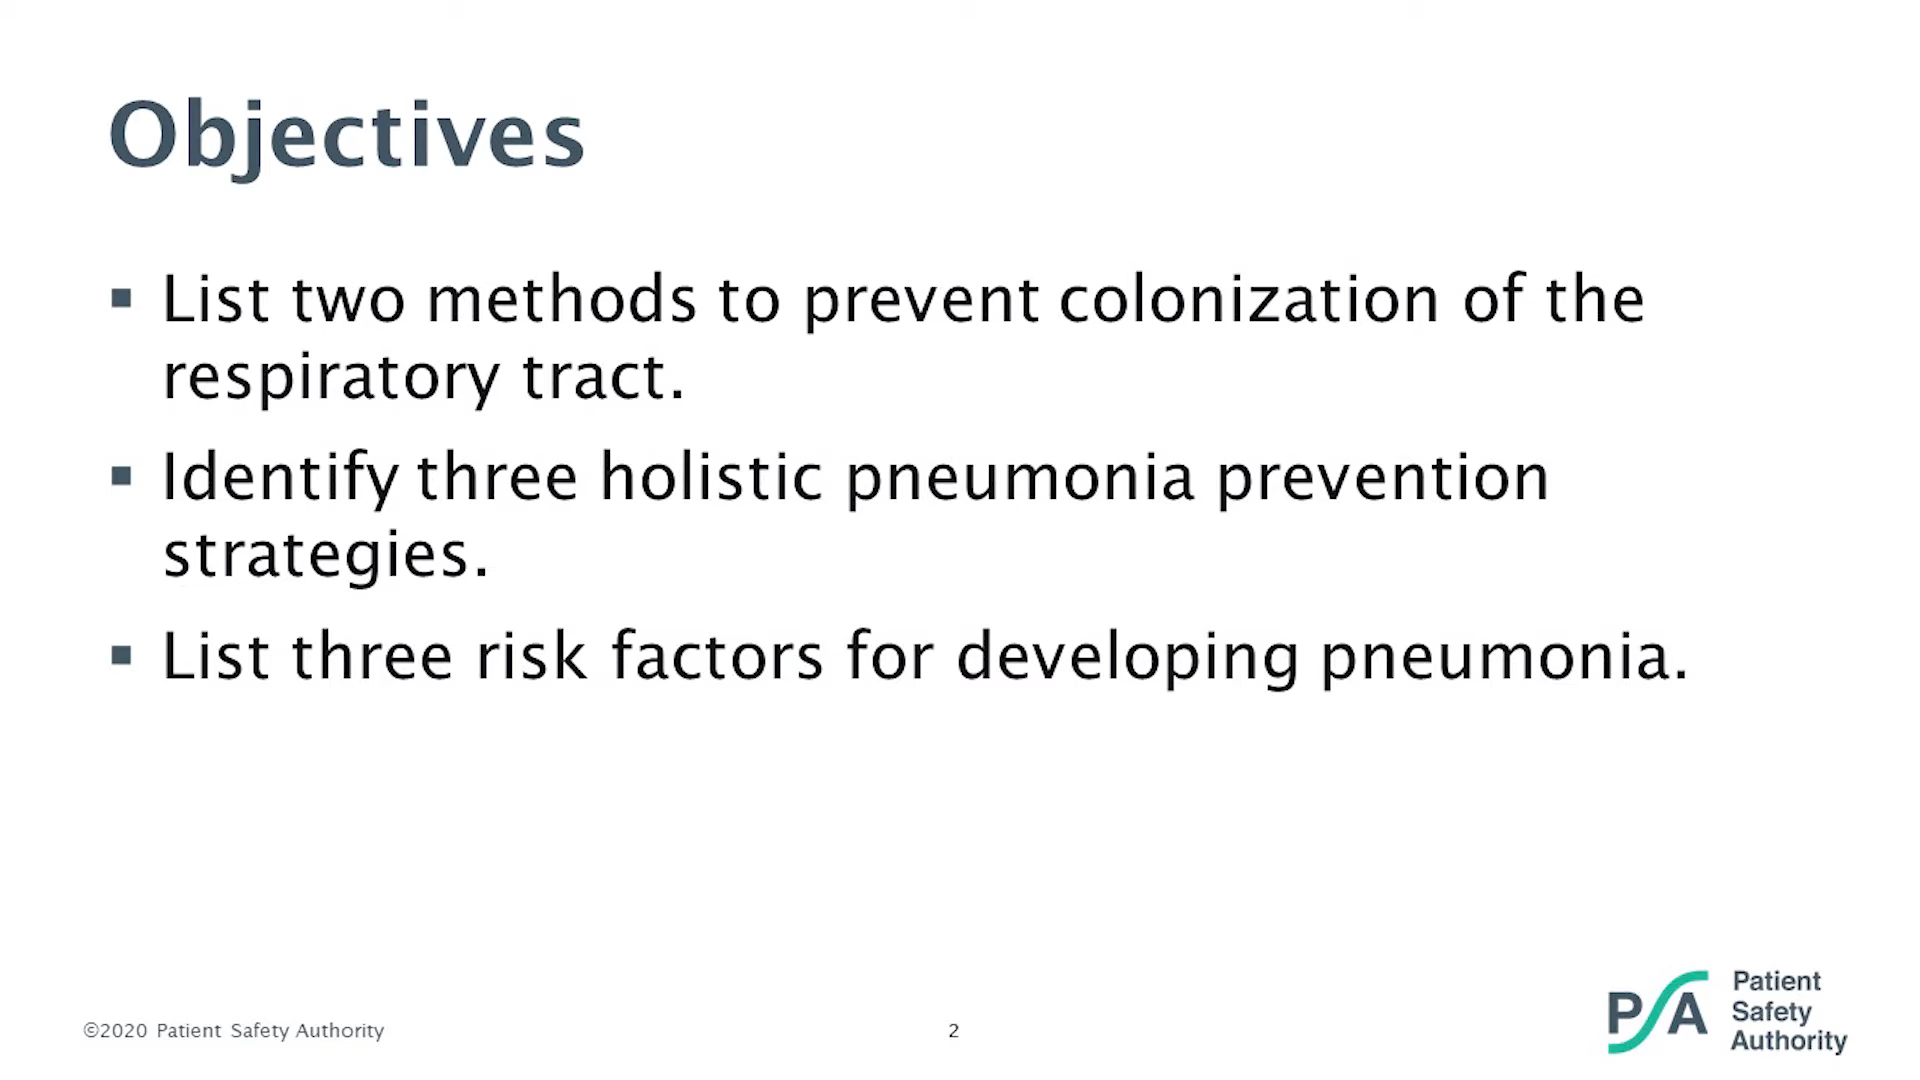 Objectives
▪ List two methods to prevent colonization of the
respiratory tract.
▪ Identify three holistic pneumonia prevention
strategies.
▪ List three risk factors for developing pneumonia.
©2020 Patient Safety Authority
2
PSA
Patient
Safety
Authority